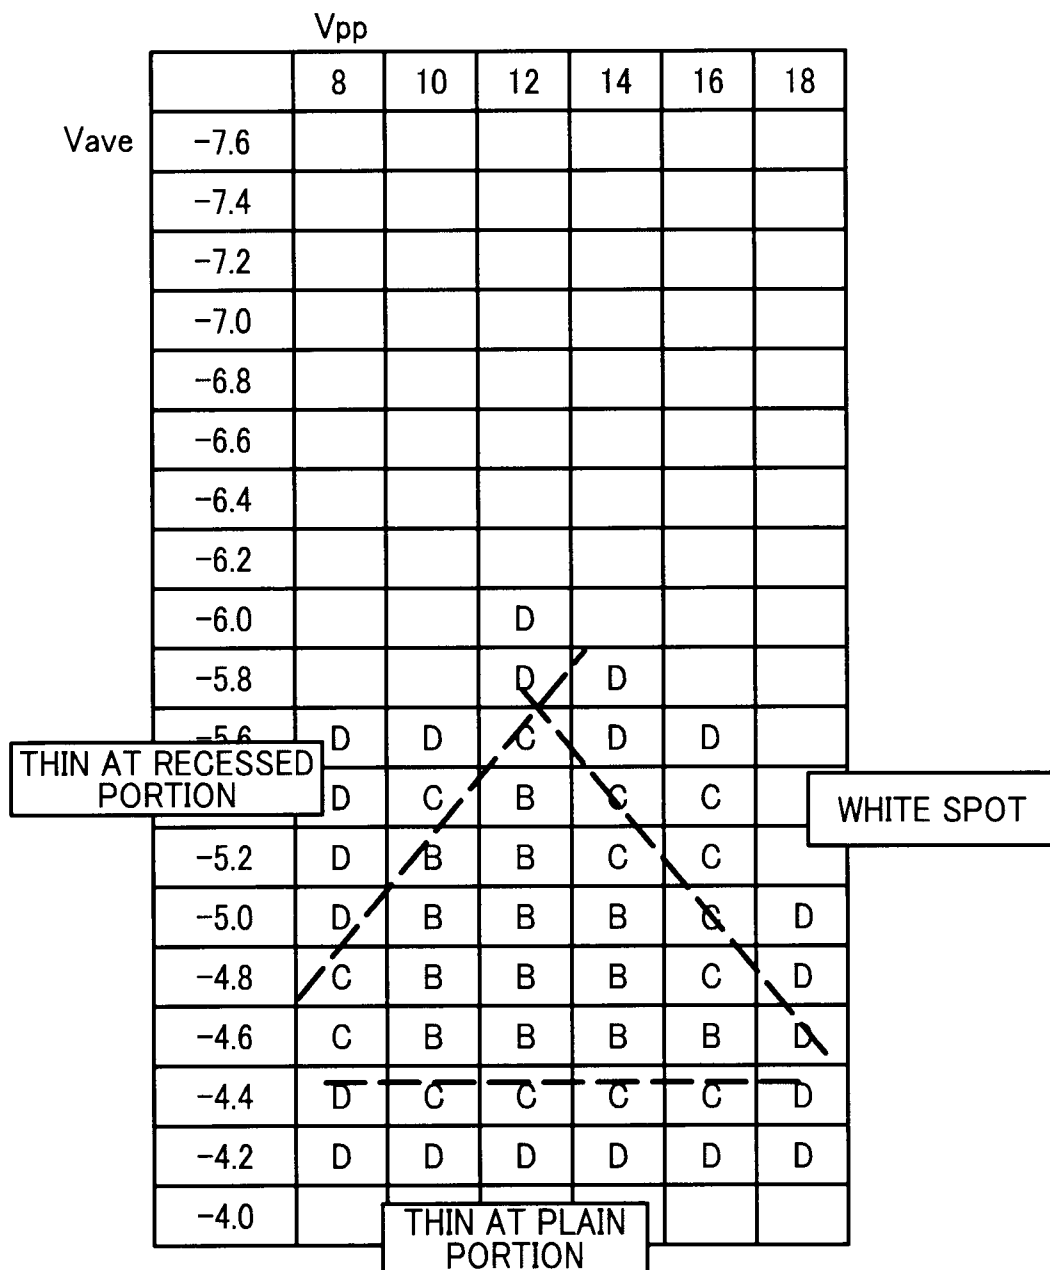 Vpp
8 10 12 14 16 18
Vave -7.6
-7.4
-7.2
-7.0
-6.8
-6.6
-6.4
-6.2
-6.0 D
-5.8 D D
-5.6 D D C D D
THIN AT RECESSED
PORTION
D C B C C
WHITE SPOT
-5.2 D B B C C
-5.0 D B B B C D
-4.8 C B B B C D
-4.6 C B B B B D
-4.4 D C C C C D
-4.2 D D D D D D
-4.0
THIN AT PLAIN
PORTION